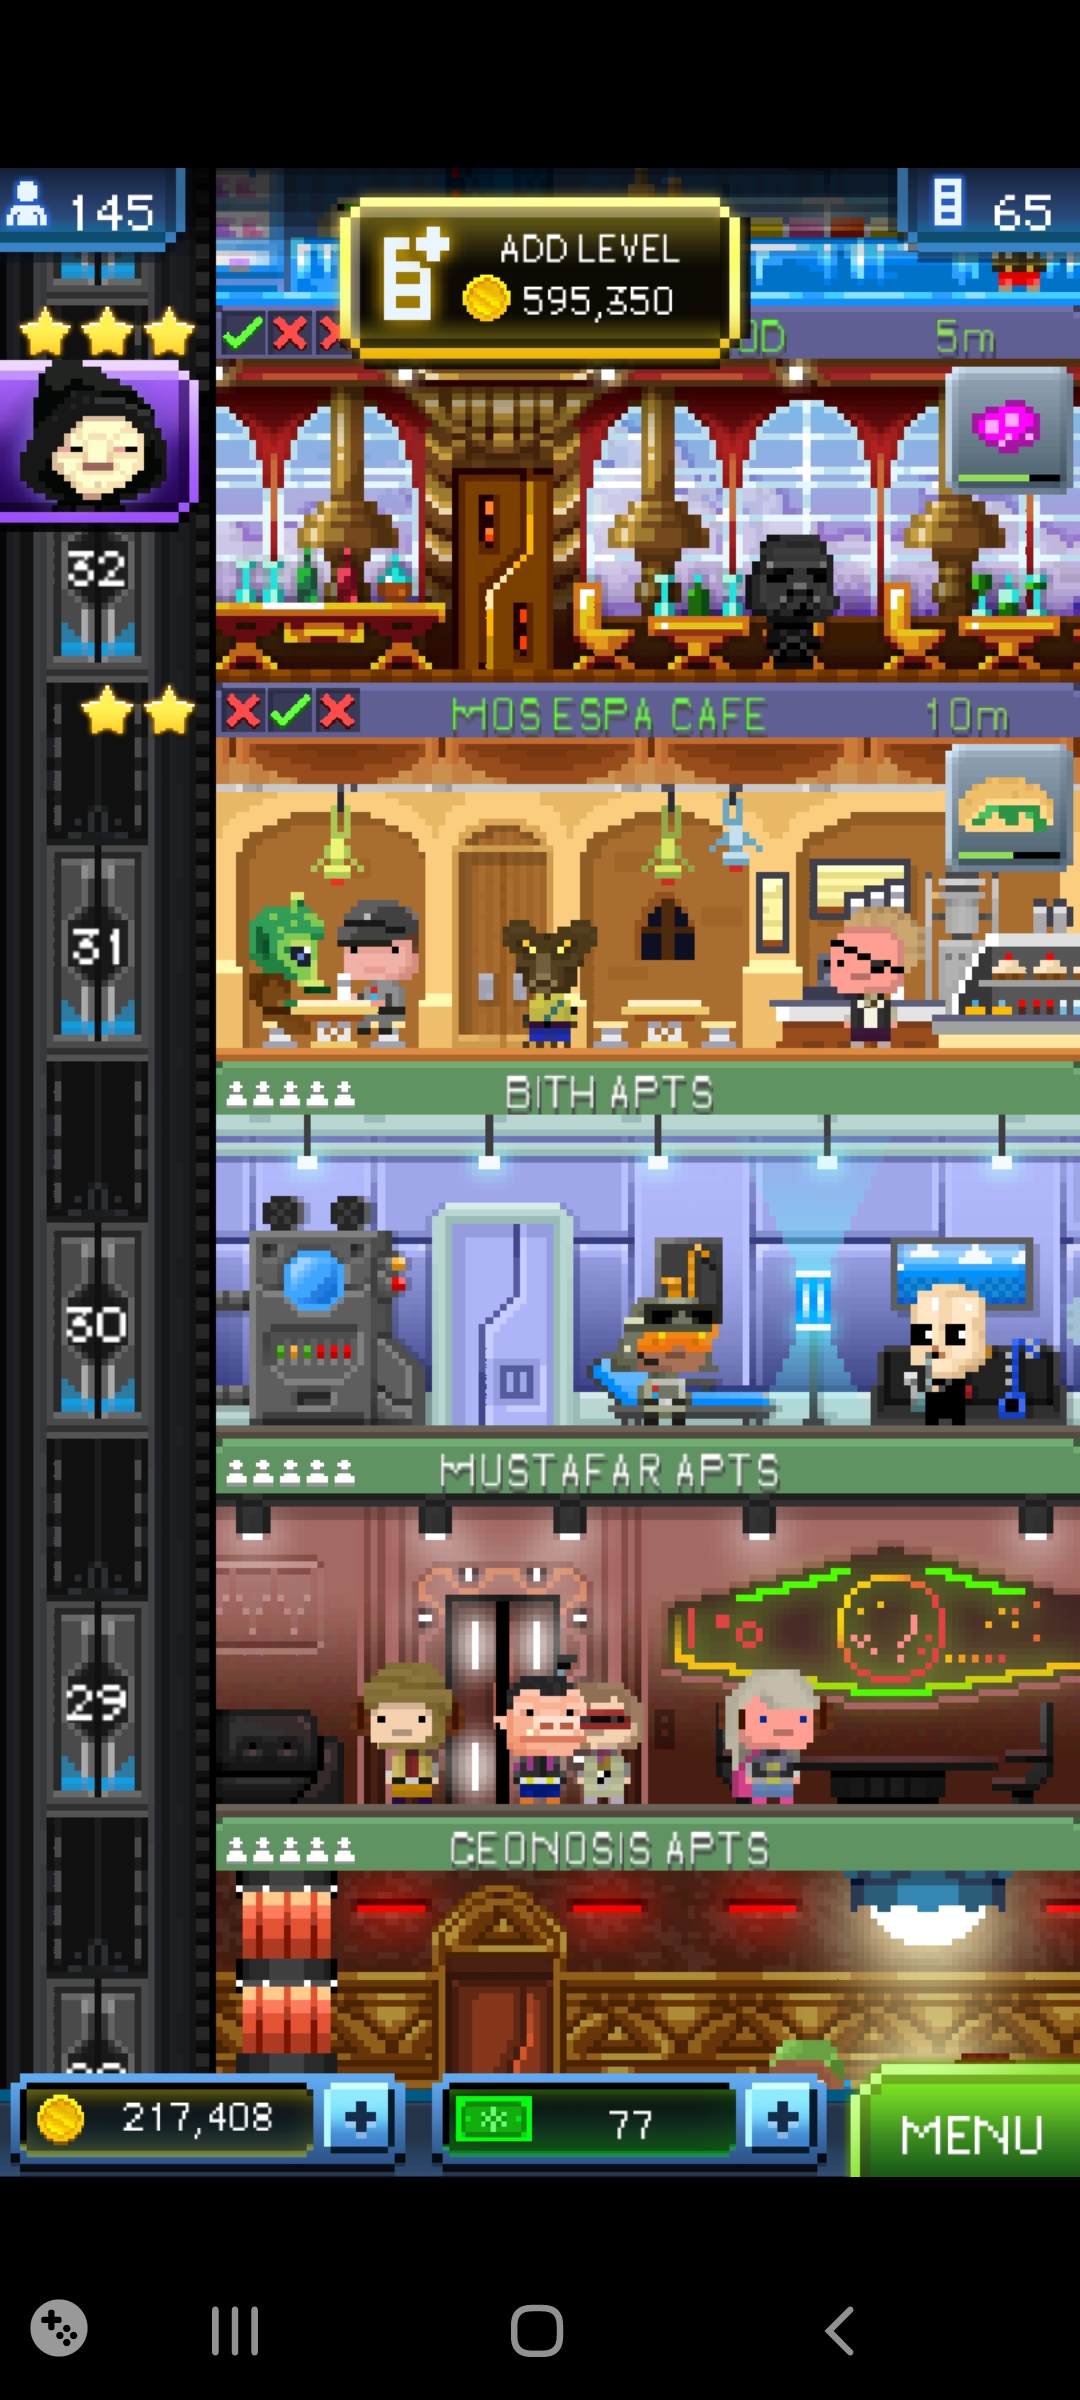 145
65
ADD LEVEL
595,350
5m
32
MOS ESPA CAFE
10m
31
BITH APTS
30
MUSTAFAR APTS
29
GEONOSIS APTS
217,408
77
MENU